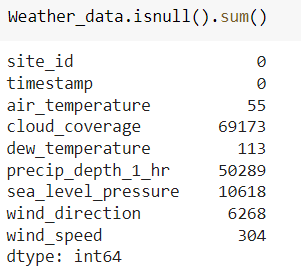 Weather_data.isnull().sum()
site_id 0
timestamp 0
air_temperature 55
cloud_coverage 69173
dew_temperature 113
precip_depth_1_hr 50289
sea_level_pressure 10618
wind_direction 6268
wind_speed 304
dtype: int64